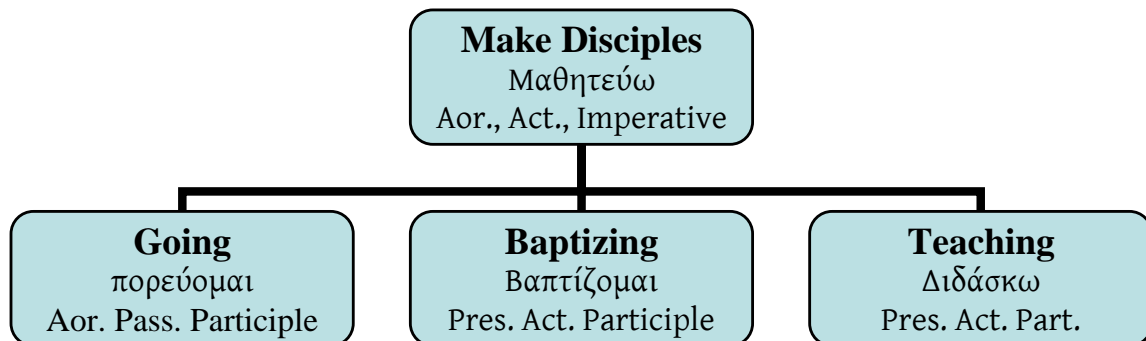 Make Disciples
Μαθητεύω
Aor., Act., Imperative
Going
πορεύομαι
Aor. Pass. Participle
Baptizing
Βαπτίζομαι
Pres. Act. Participle
Teaching
Διδάσκω
Pres. Act. Part.